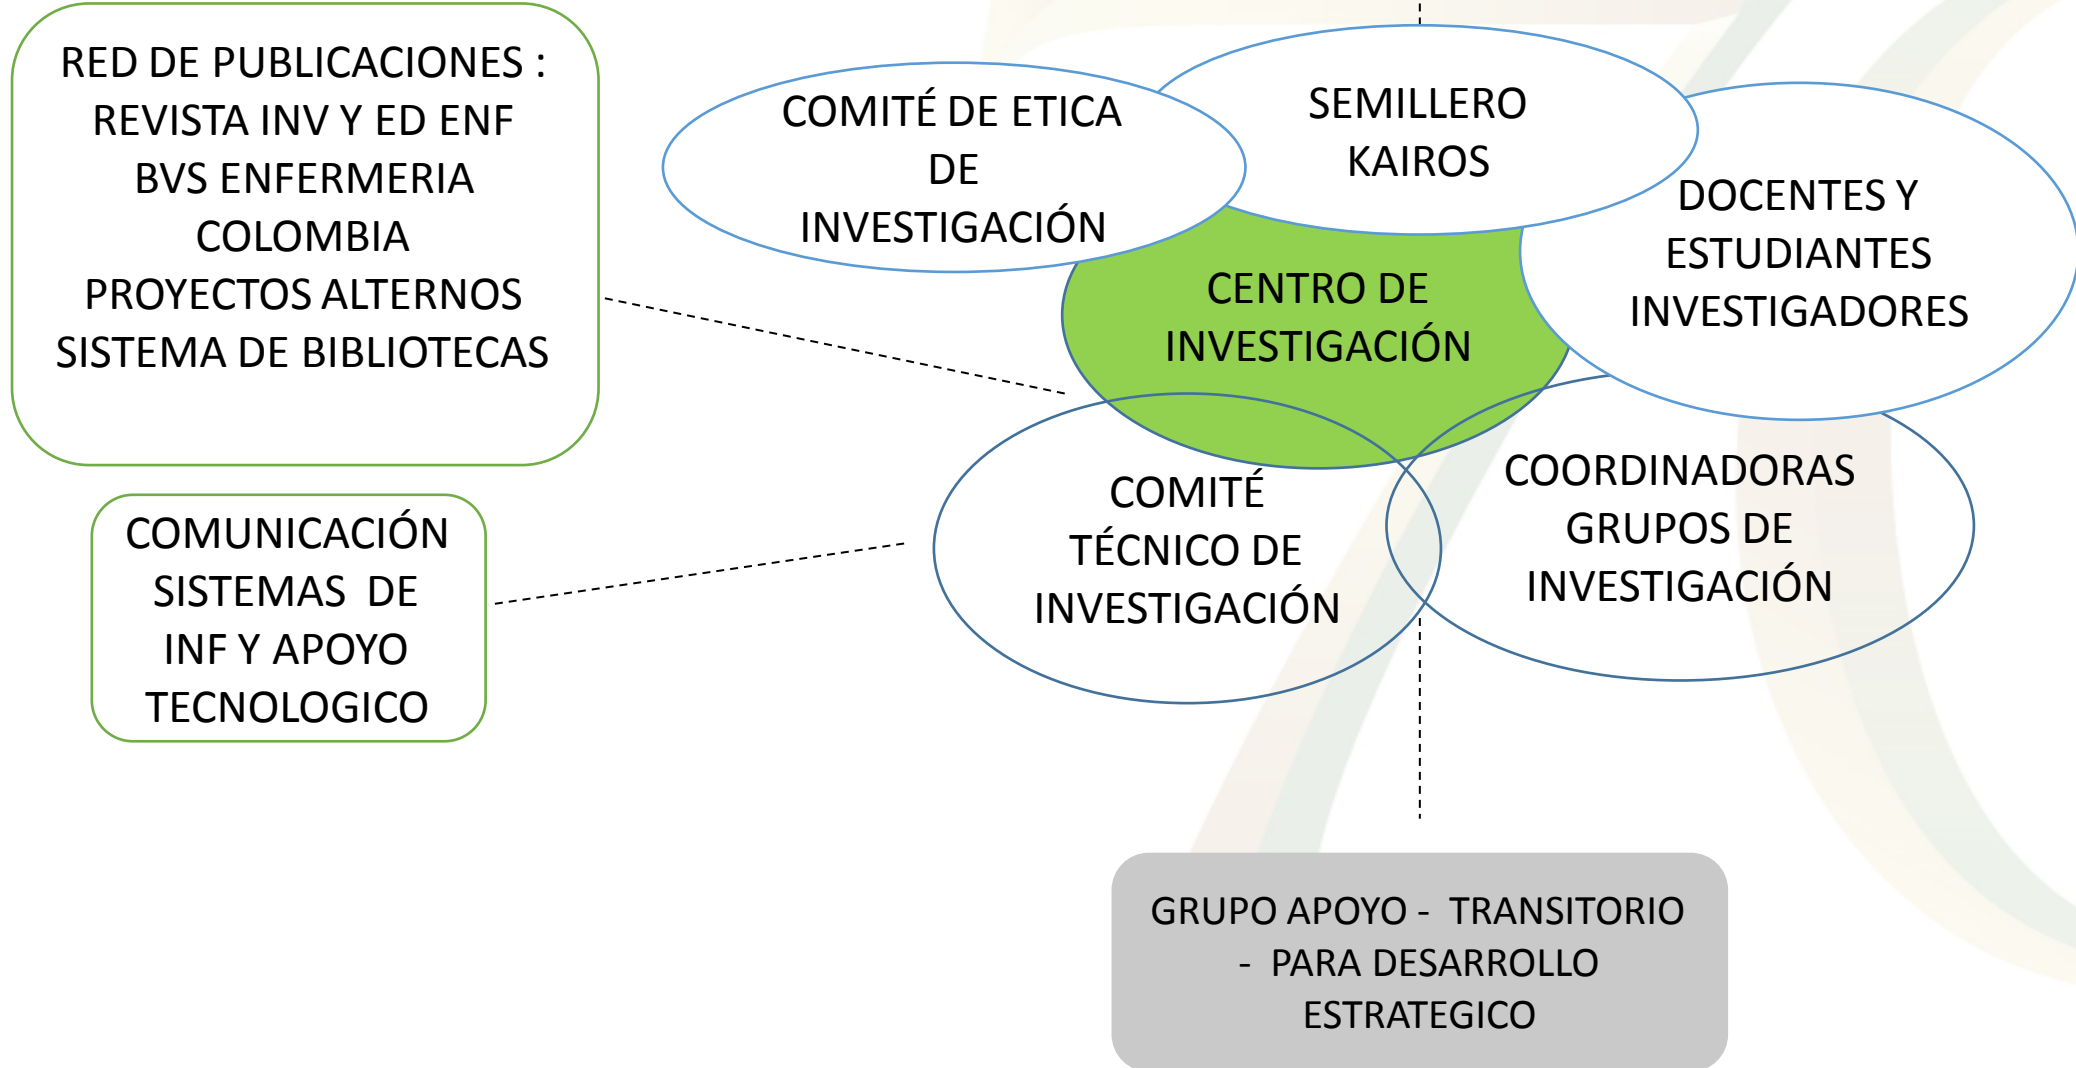 RED DE PUBLICACIONES :
REVISTA INV Y ED ENF
BVS ENFERMERIA
COLOMBIA
PROYECTOS ALTERNOS
SISTEMA DE BIBLIOTECAS
COMITÉ DE ETICA
DE
INVESTIGACIÓN
SEMILLERO
KAIROS
DOCENTES Y
ESTUDIANTES
INVESTIGADORES
CENTRO DE
INVESTIGACIÓN
COMUNICACIÓN
SISTEMAS DE
INF Y APOYO
TECNOLOGICO
COMITÉ
TÉCNICO DE
INVESTIGACIÓN
COORDINADORAS
GRUPOS DE
INVESTIGACIÓN
GRUPO APOYO - TRANSITORIO
- PARA DESARROLLO
ESTRATEGICO